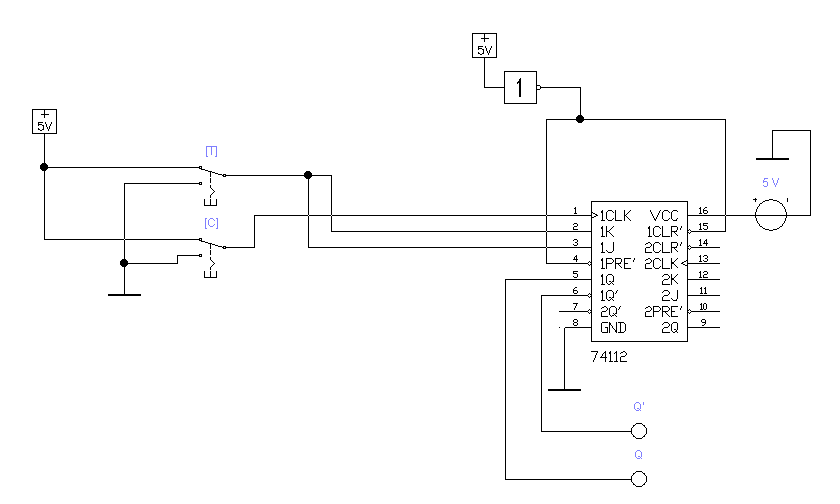 +
5V
1
+
5V
[T]
[C]
5 V
+ '
1 1CLK VCC 16
2 1K 1CLR' 15
3 1J 2CLR' 14
4 1PRE' 2CLK 13
5 1Q 2K 12
6 1Q' 2J 11
7 2Q' 2PRE' 10
8 GND 2Q 9
74112
Q'
Q